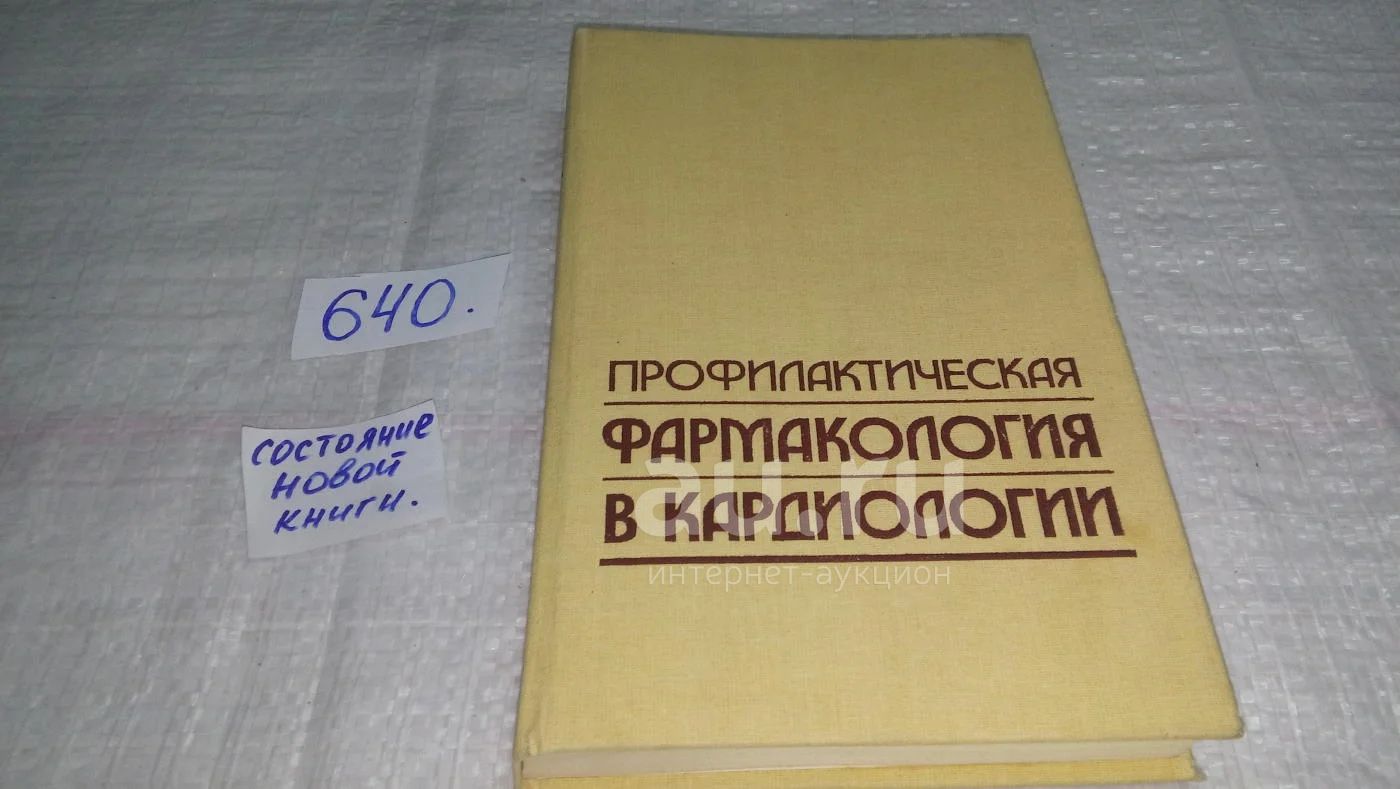 640.
состояние
новой
книги.
ПРОФИЛАКТИЧЕСКАЯ
ФАРМАКОЛОГИЯ
В КАРДИОЛОГИИ
au.ru
интернет-аукцион